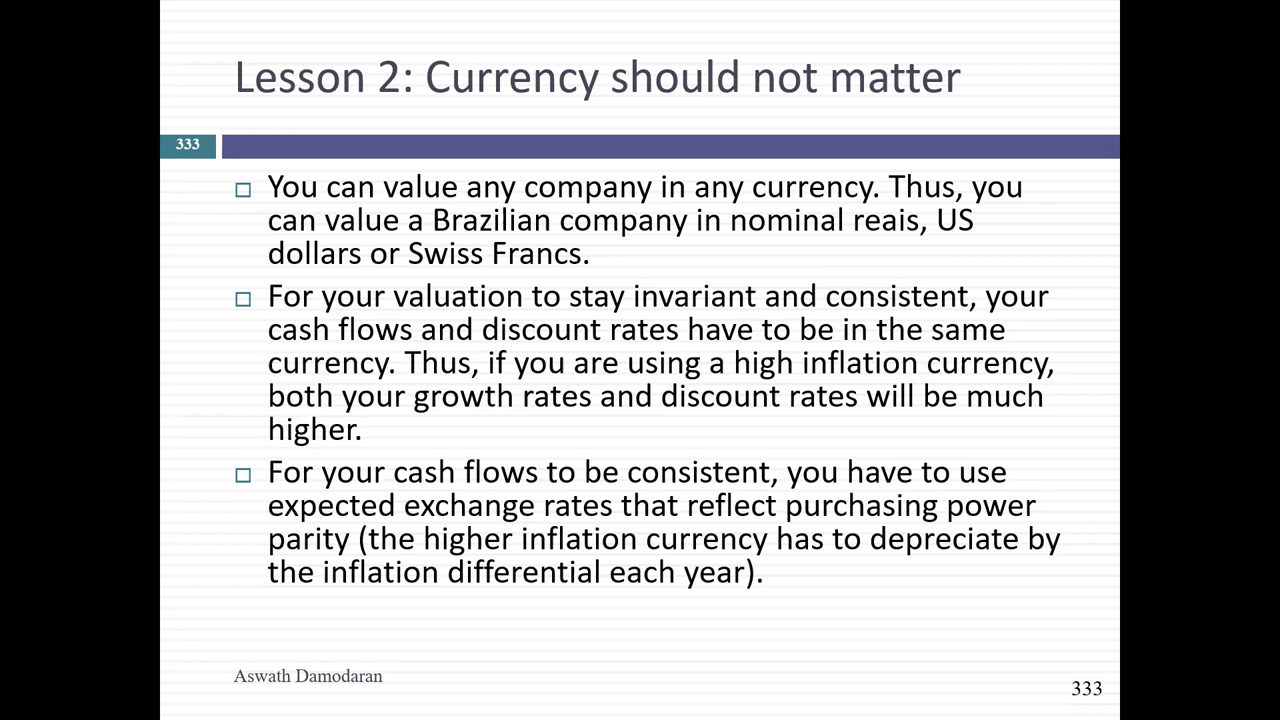 Lesson 2: Currency should not matter
333
You can value any company in any currency. Thus, you
can value a Brazilian company in nominal reais, US
dollars or Swiss Francs.
For your valuation to stay invariant and consistent, your
cash flows and discount rates have to be in the same
currency. Thus, if you are using a high inflation currency,
both your growth rates and discount rates will be much
higher.
For your cash flows to be consistent, you have to use
expected exchange rates that reflect purchasing power
parity (the higher inflation currency has to depreciate by
the inflation differential each year).
Aswath Damodaran
333